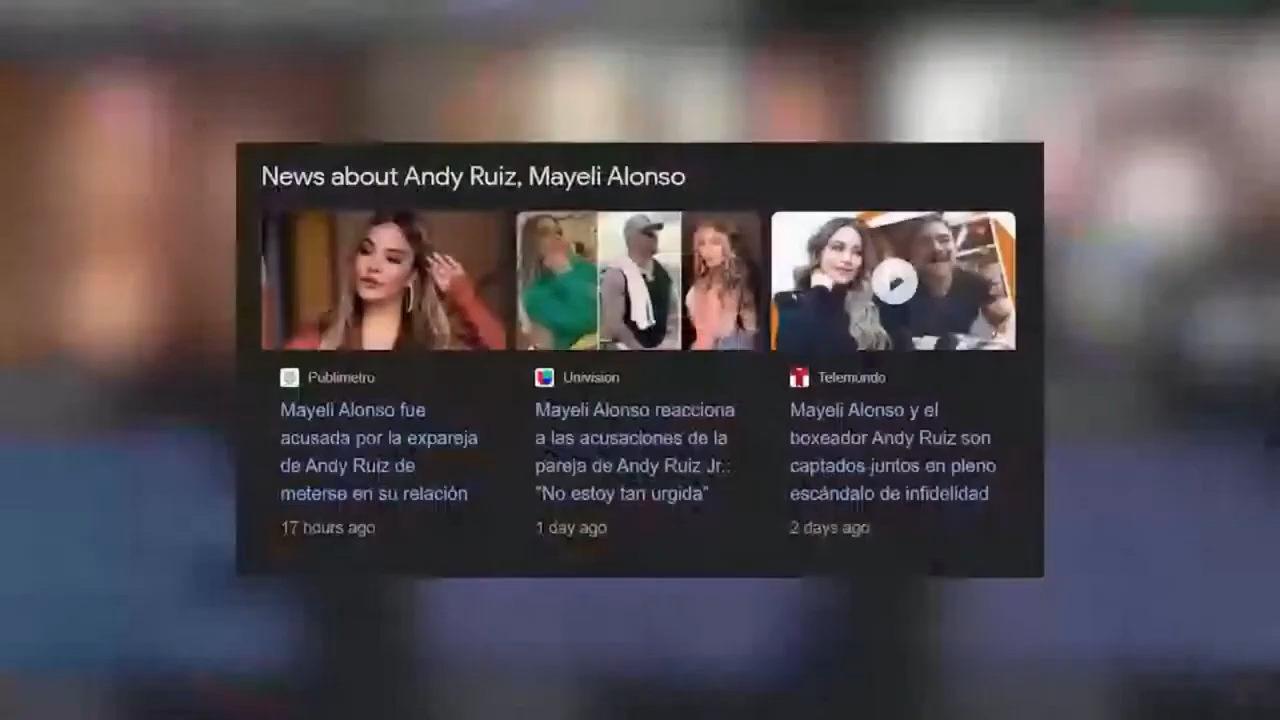 News about Andy Ruiz, Mayeli Alonso
Publimetro
Mayeli Alonso fue
acusada por la expareja
de Andy Ruiz de
meterse en su relación
17 hours ago
Univision
Mayeli Alonso reacciona
a las acusaciones de la
pareja de Andy Ruiz Jr.:
"No estoy tan urgida"
1 day ago
Telemundo
Mayeli Alonso y el
boxeador Andy Ruiz son
captados juntos en pleno
escándalo de infidelidad
2 days ago